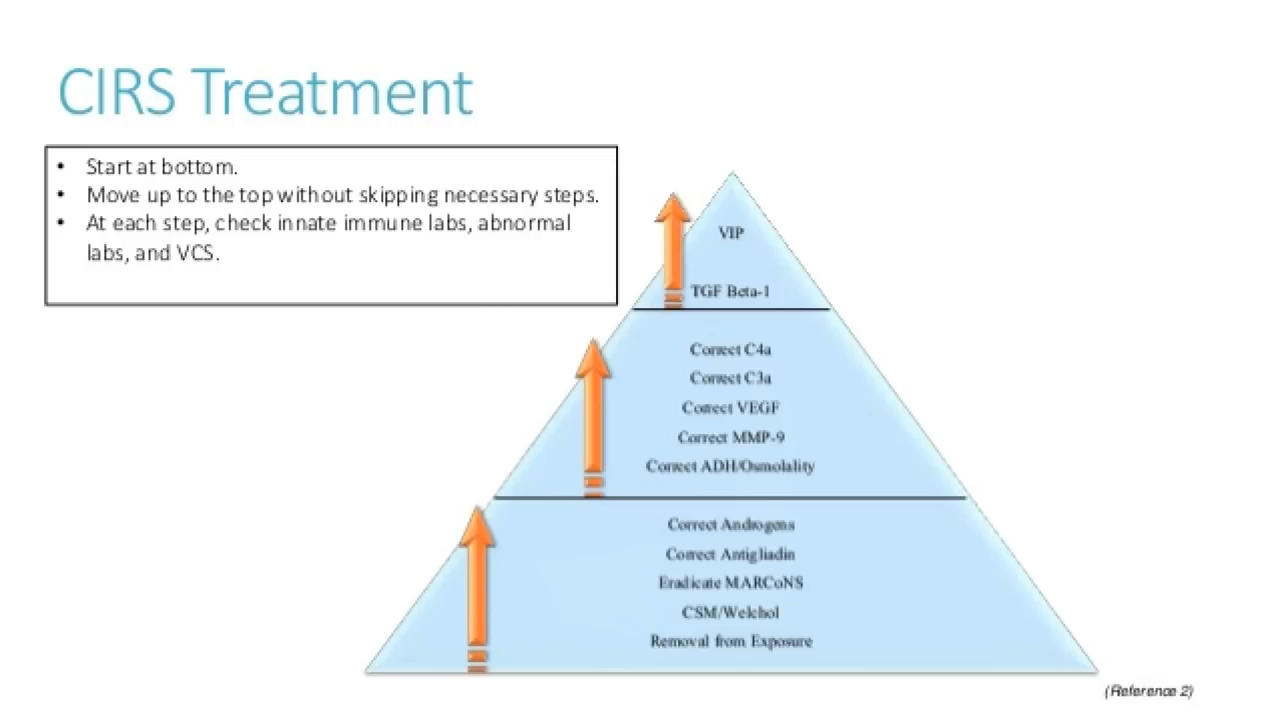 CIRS Treatment
• Start at bottom.
• Move up to the top without skipping necessary steps.
• At each step, check innate immune labs, abnormal
labs, and VCS.
VIP
TGF Beta-1
Correct C4a
Correct C3a
Correct VEGF
Correct MMP-9
Correct ADH/Osmolality
Correct Androgens
Correct Antigliadin
Eradicate MARCoNS
CSM/Welchol
Removal from Exposure
(Reference 2)